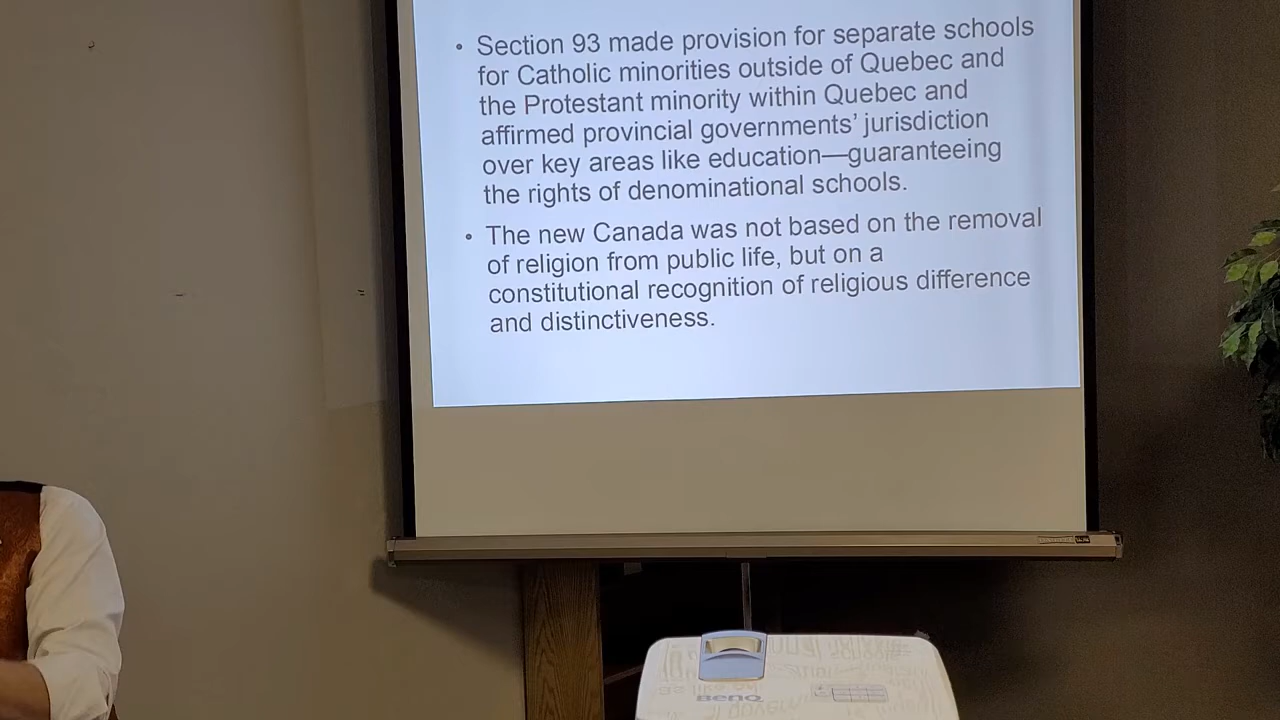 • Section 93 made provision for separate schools
for Catholic minorities outside of Quebec and
the Protestant minority within Quebec and
affirmed provincial governments’ jurisdiction
over key areas like education—guaranteeing
the rights of denominational schools.
• The new Canada was not based on the removal
of religion from public life, but on a
constitutional recognition of religious difference
and distinctiveness.
BenQ